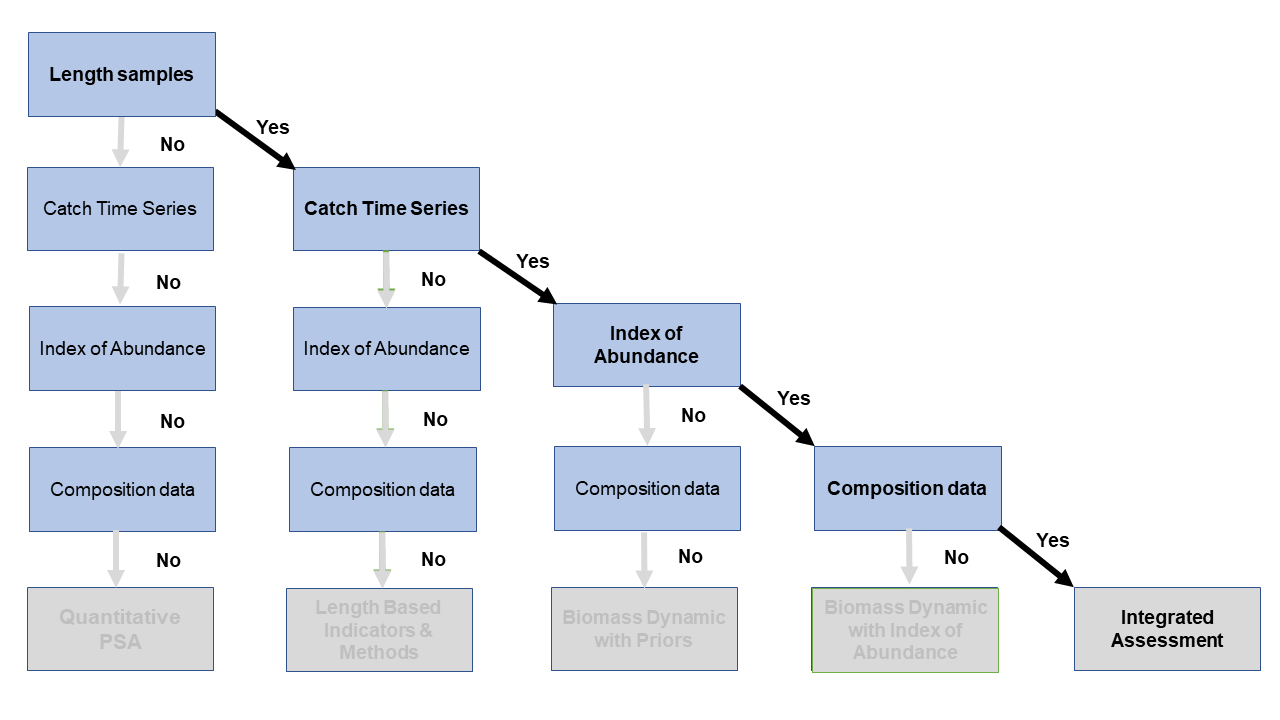 Length samples
Yes
No
Catch Time Series
Catch Time Series
Yes
No
No
Index of Abundance
Index of Abundance
Index of
Abundance
Yes
No
No
No
Composition data
Composition data
Composition data
Composition data
Yes
No
No
No
No
Quantitative
PSA
Length Based
Indicators &
Methods
Biomass Dynamic
with Priors
Biomass Dynamic
with Index of
Abundance
Integrated
Assessment